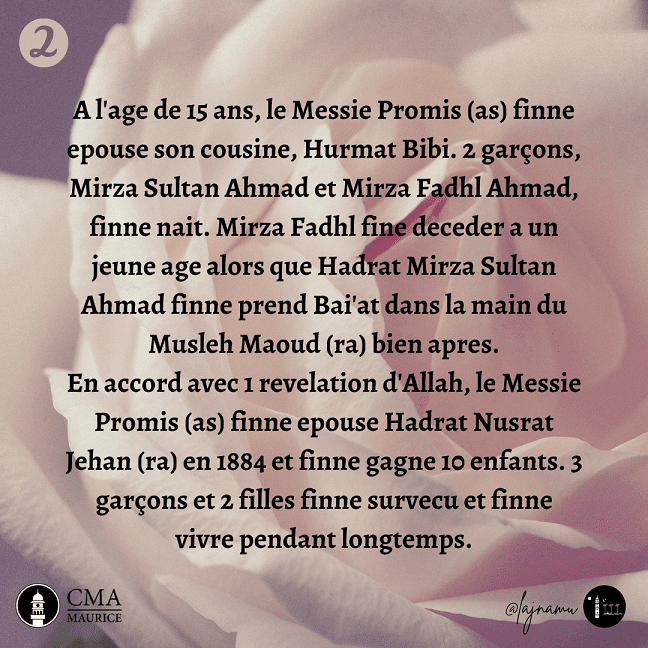 2
A l'age de 15 ans, le Messie Promis (as) finne
epouse son cousine, Hurmat Bibi. 2 garçons,
Mirza Sultan Ahmad et Mirza Fadhl Ahmad,
finne nait. Mirza Fadhl fine deceder a un
jeune age alors que Hadrat Mirza Sultan
Ahmad finne prend Bai'at dans la main du
Musleh Maoud (ra) bien apres.
En accord avec 1 revelation d'Allah, le Messie
Promis (as) finne epouse Hadrat Nusrat
Jehan (ra) en 1884 et finne gagne 10 enfants. 3
garçons et 2 filles finne survecu et finne
vivre pendant longtemps.
CMA
MAURICE
@lajnamu